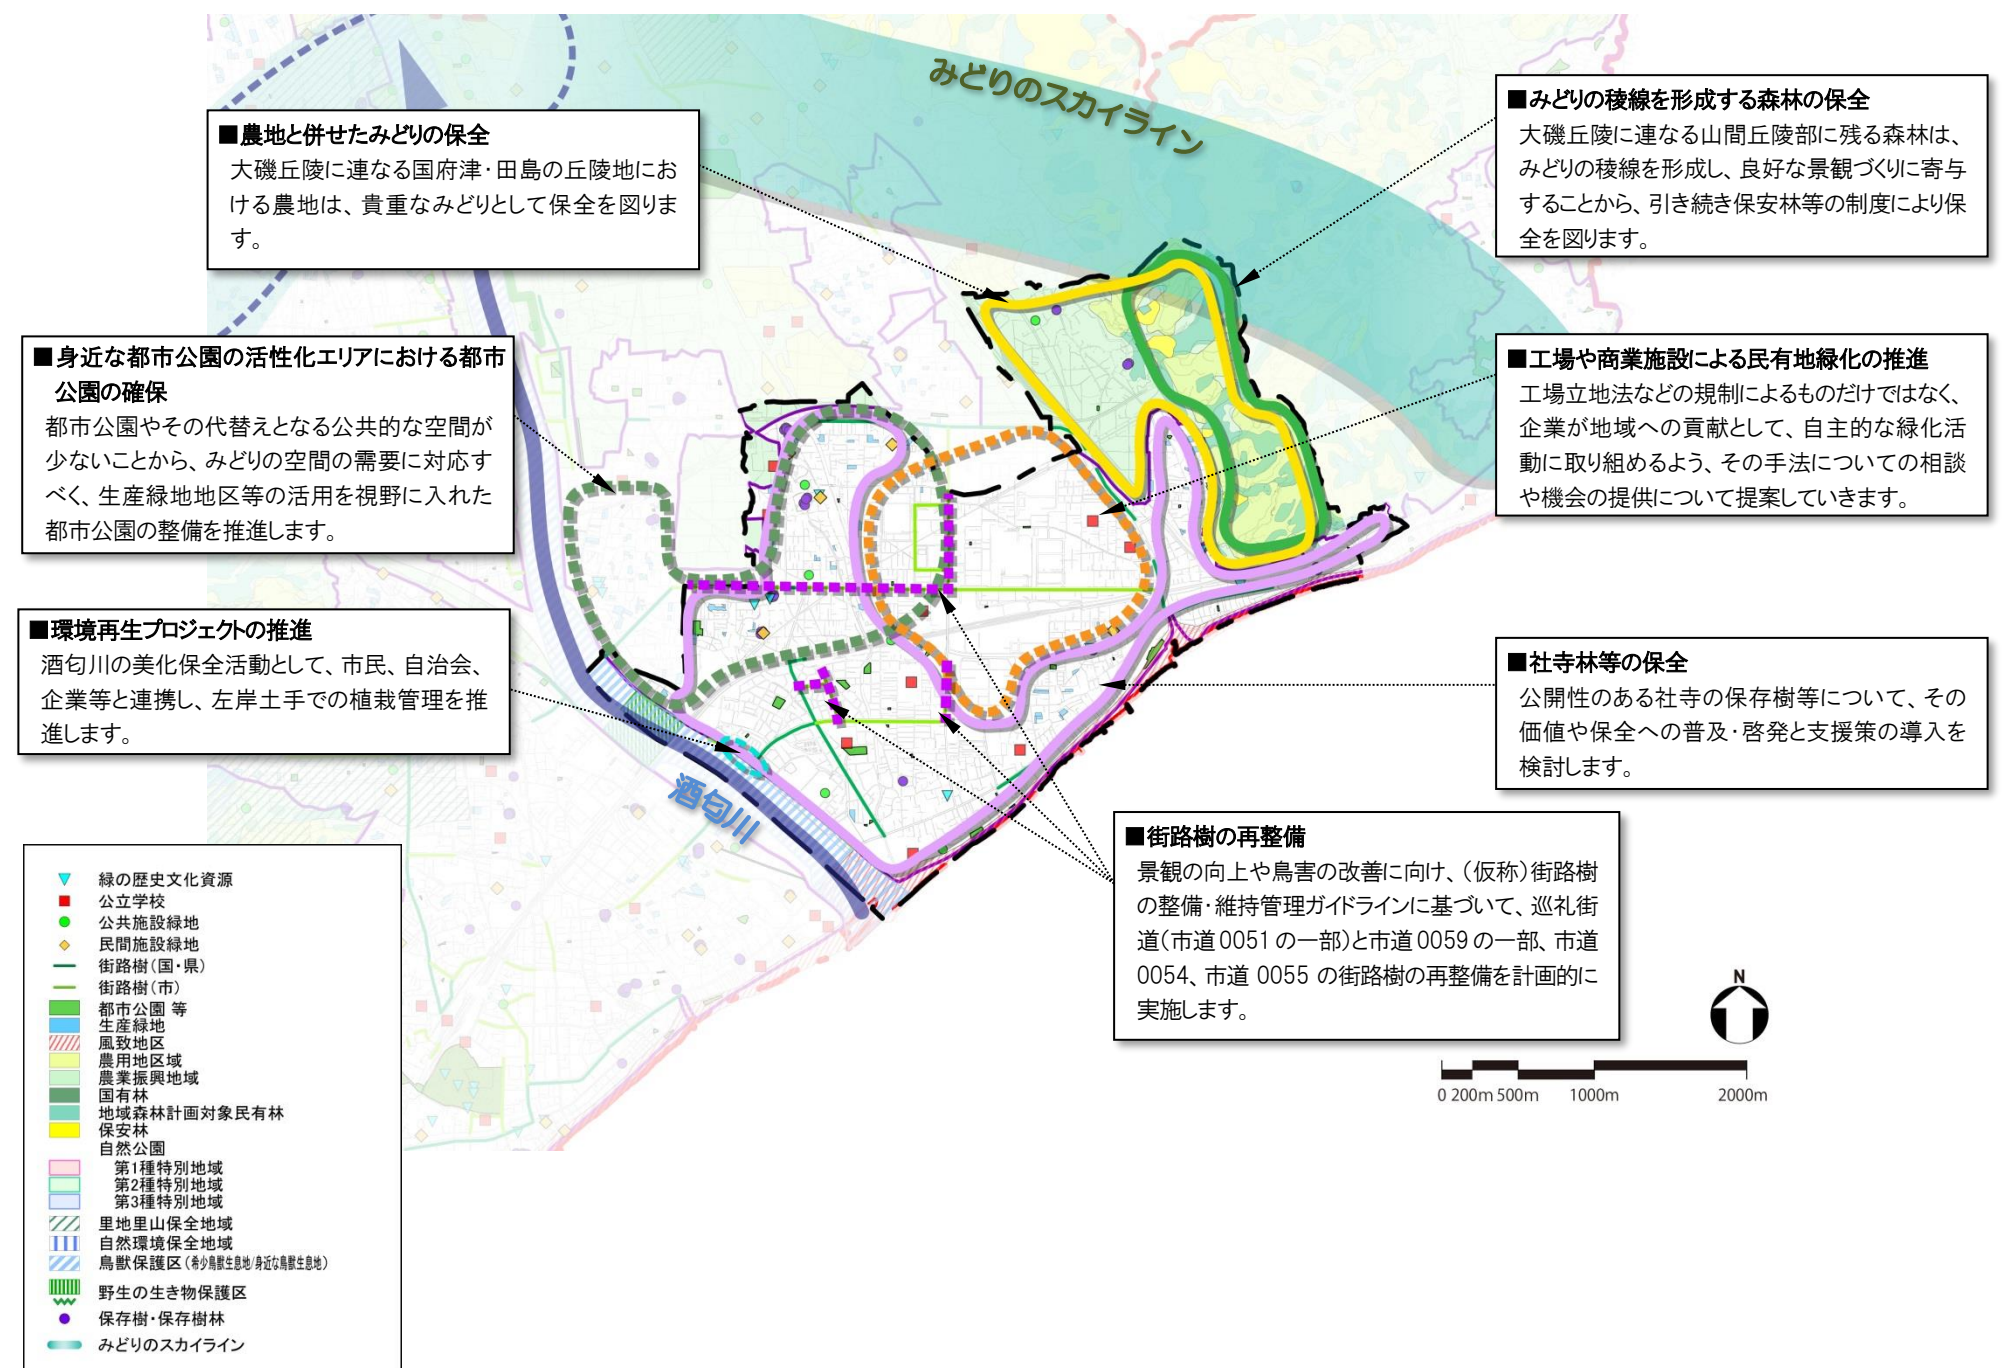 みどりのスカイライン
■農地と併せたみどりの保全
大磯丘陵に連なる国府津・田島の丘陵地にお
ける農地は、貴重なみどりとして保全を図りま
す。
■みどりの稜線を形成する森林の保全
大磯丘陵に連なる山間丘陵部に残る森林は、
みどりの稜線を形成し、良好な景観づくりに寄与
することから、引き続き保安林等の制度により保
全を図ります。
■身近な都市公園の活性化エリアにおける都市
公園の確保
都市公園やその代替えとなる公共的な空間が
少ないことから、みどりの空間の需要に対応す
べく、生産緑地地区等の活用を視野に入れた
都市公園の整備を推進します。
■工場や商業施設による民有地緑化の推進
工場立地法などの規制によるものだけではなく、
企業が地域への貢献として、自主的な緑化活
動に取り組めるよう、その手法についての相談
や機会の提供について提案していきます。
■環境再生プロジェクトの推進
酒匂川の美化保全活動として、市民、自治会、
企業等と連携し、左岸土手での植栽管理を推
進します。
■社寺林等の保全
公開性のある社寺の保存樹等について、その
価値や保全への普及・啓発と支援策の導入を
検討します。
酒匂川
■街路樹の再整備
景観の向上や鳥害の改善に向け、（仮称）街路樹
の整備・維持管理ガイドラインに基づいて、巡礼街
道（市道0051の一部）と市道0059の一部、市道
0054、市道 0055 の街路樹の再整備を計画的に
実施します。
緑の歴史文化資源
公立学校
公共施設緑地
民間施設緑地
街路樹（国・県）
街路樹（市）
都市公園 等
生産緑地
風致地区
農用地区域
農業振興地域
国有林
地域森林計画対象民有林
保安林
自然公園
第1種特別地域
第2種特別地域
第3種特別地域
里地里山保全地域
自然環境保全地域
鳥獣保護区（希少鳥獣生息地/身近な鳥獣生息地）
野生の生き物保護区
保存樹・保存樹林
みどりのスカイライン
N
0 200m 500m 1000m 2000m